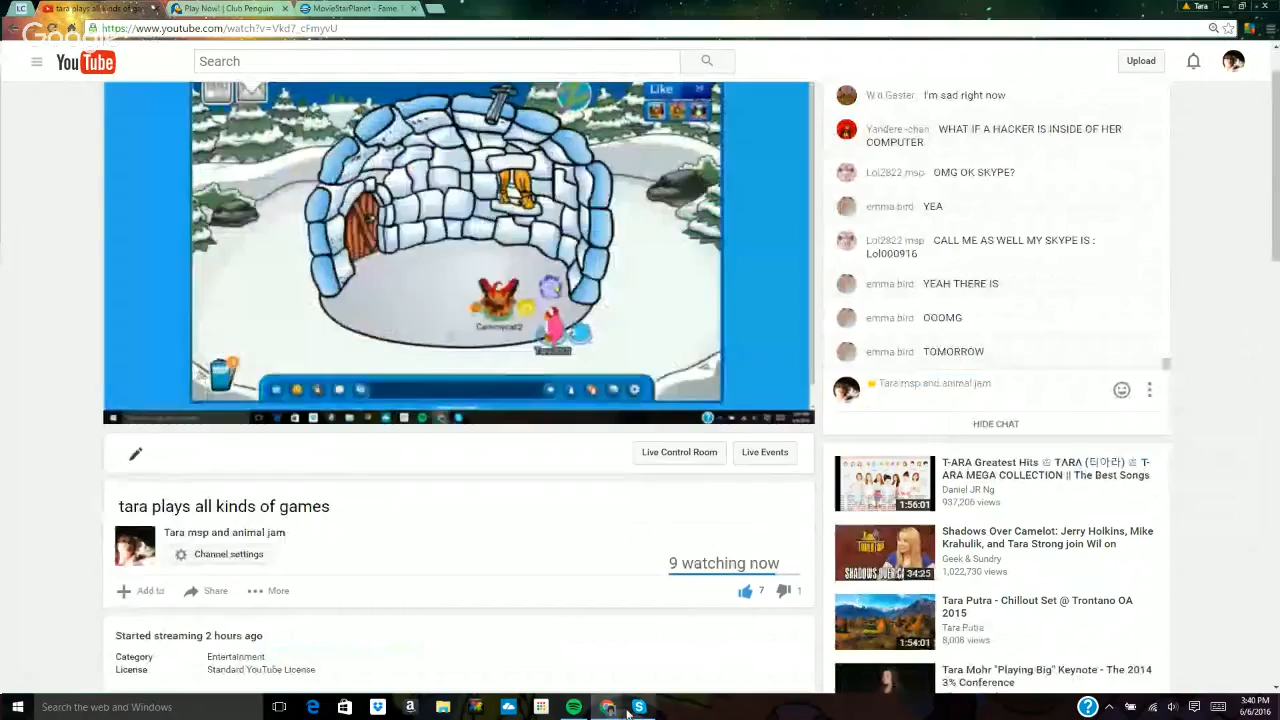 LC
tara plays all kinds of gam
Play Now! | Club Penguin
MovieStarPlanet - Fame, F
Tara
https://www.youtube.com/watch?v=Vkd7_cFmyvU
Google
YouTube
Search
Upload
Like
Cammycat2
W.d.Gaster I'm sad right now
Yandere -chan WHAT IF A HACKER IS INSIDE OF HER
COMPUTER
Lol2822 msp OMG OK SKYPE?
emma bird YEA
Lol2822 msp CALL ME AS WELL MY SKYPE IS :
Lol000916
emma bird YEAH THERE IS
emma bird OOOMG
emma bird TOMORROW
Tara msp and animal jam
HIDE CHAT
Live Control Room
Live Events
tara plays all kinds of games
Tara msp and animal jam
Channel settings
9 watching now
Add to
Share
More
7
1
Started streaming 2 hours ago
Category Entertainment
License Standard YouTube License
T-ARA Greatest Hits ☏ TΛRΛ (티아라) ☏ T-
ARA MEGA COLLECTION || The Best Songs
Daniel JR Ng
937,206 views
1:56:01
Shadows Over Camelot: Jerry Holkins, Mike
Krahulik, and Tara Strong join Wil on
Geek & Sundry
1,022,730 views
SHADOWS OVER CAMELOT
34:25
Tara Putra - Chillout Set @ Trontano OA
2015
Tara Putra
8,008 views
1:54:01
Tara Mohr "Playing Big" Keynote - The 2014
3% Conference
Search the web and Windows
3:40 PM
6/6/2016